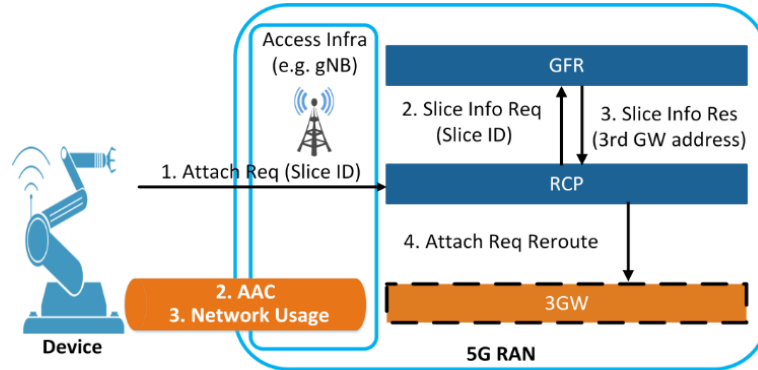 Access Infra
(e.g. gNB)
GFR
2. Slice Info Req
(Slice ID)
3. Slice Info Res
(3rd GW address)
1. Attach Req (Slice ID)
RCP
4. Attach Req Reroute
2. AAC
3. Network Usage
3GW
Device
5G RAN